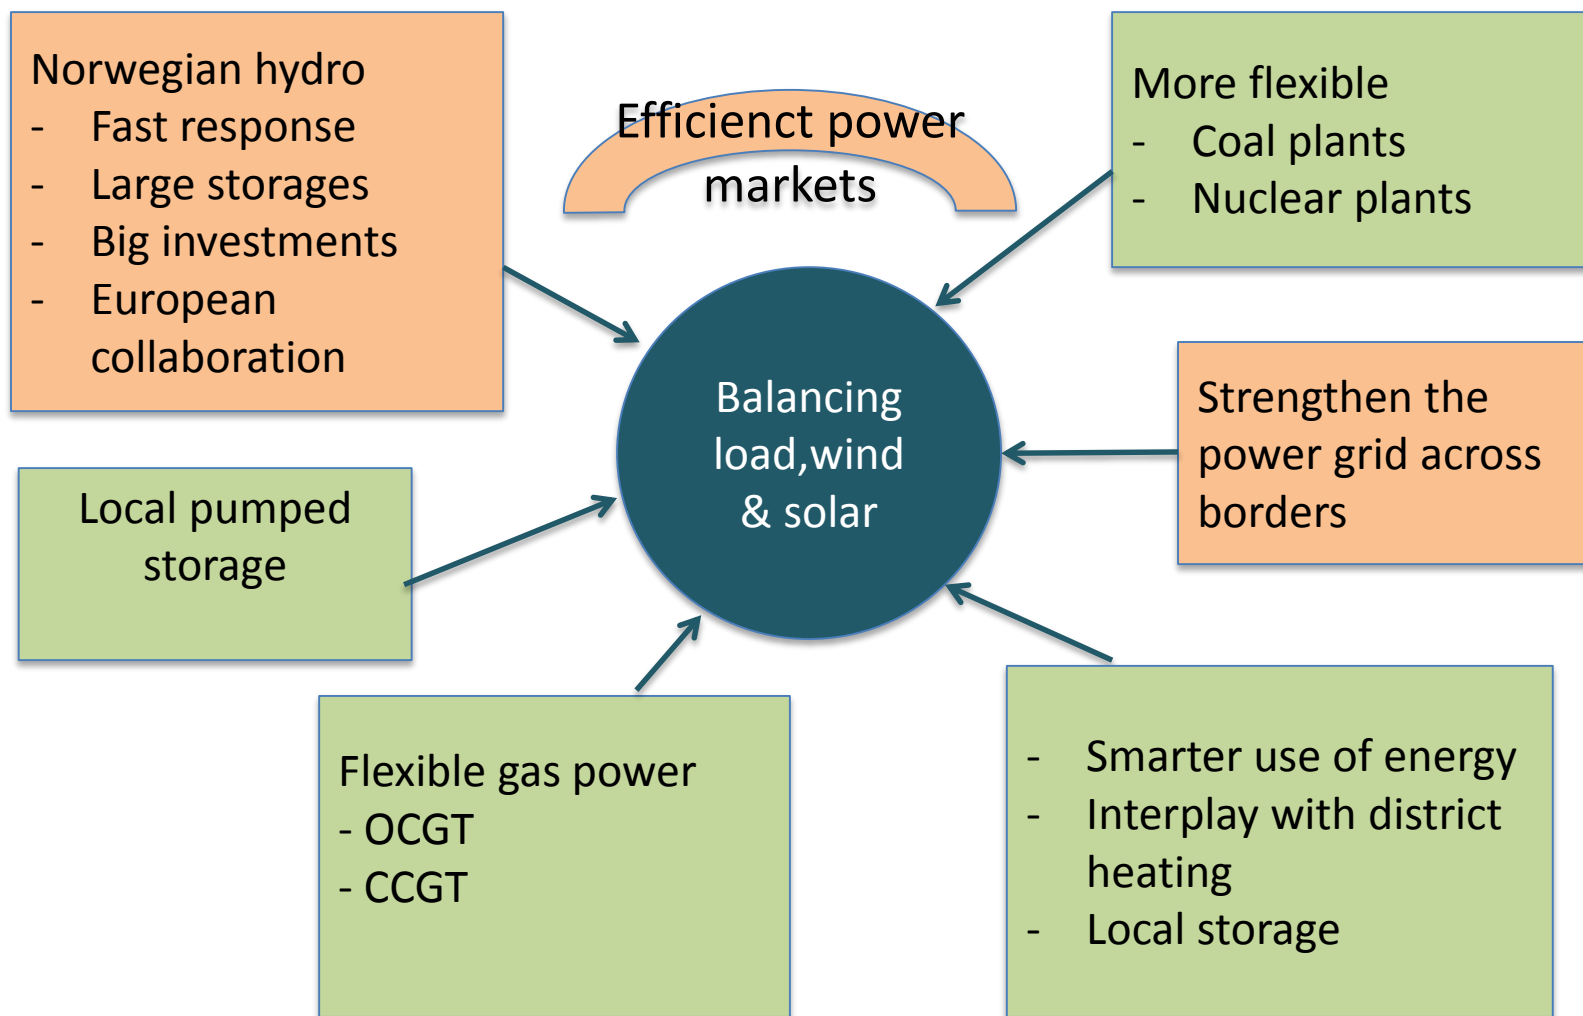 Norwegian hydro
- Fast response
- Large storages
- Big investments
- European
collaboration
Efficienct power
markets
More flexible
- Coal plants
- Nuclear plants
Balancing
load,wind
& solar
Strengthen the
power grid across
borders
Local pumped
storage
Flexible gas power
- OCGT
- CCGT
- Smarter use of energy
- Interplay with district
heating
- Local storage